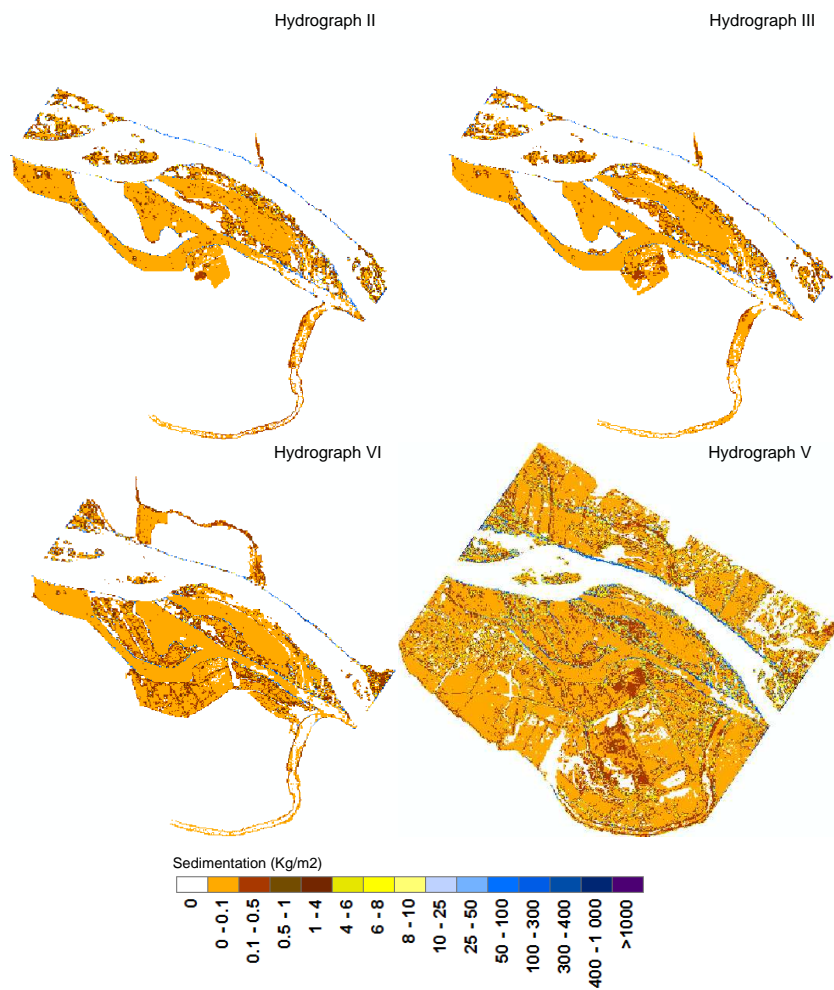 Hydrograph II
Hydrograph III
Hydrograph VI
Hydrograph V
Sedimentation (Kg/m2)
0
0 - 0.1
0.1 - 0.5
0.5 - 1
1 - 4
4 - 6
6 - 8
8 - 10
10 - 25
25 - 50
50 - 100
100 - 300
300 - 400
400 - 1 000
>1000